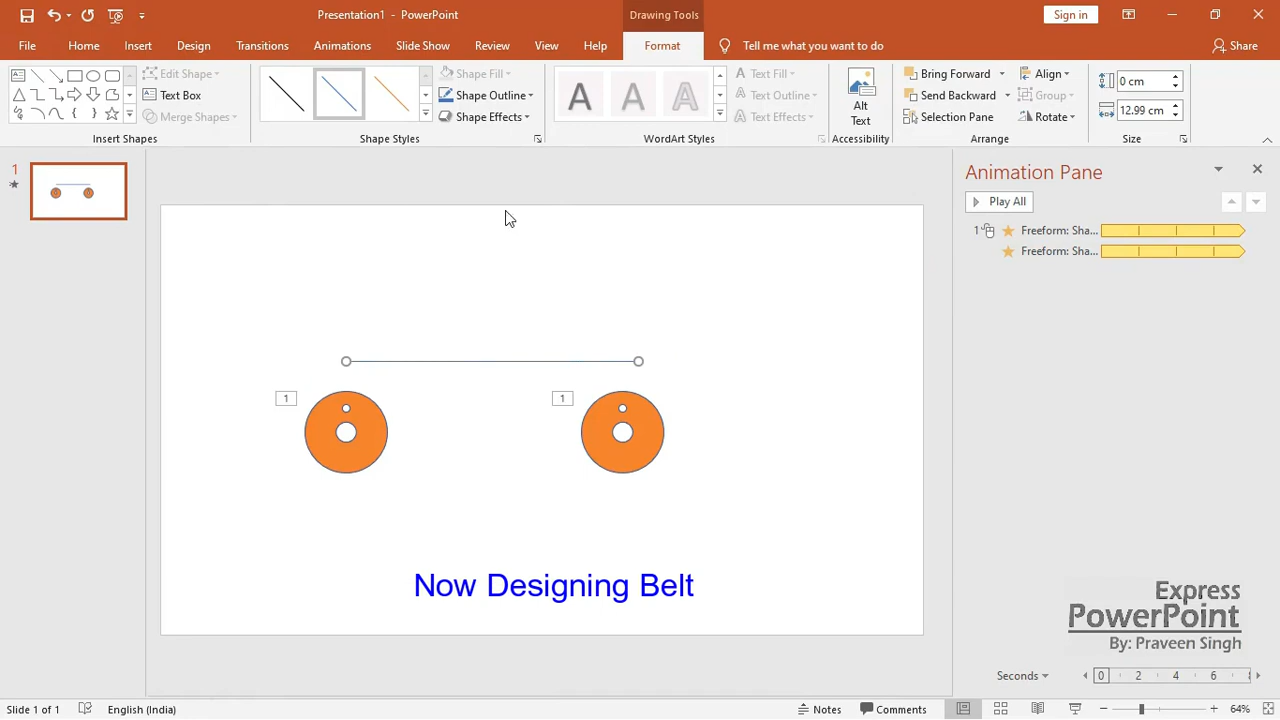 Presentation1 - PowerPoint
Drawing Tools
Sign in
File
Home
Insert
Design
Transitions
Animations
Slide Show
Review
View
Help
Format
Tell me what you want to do
Share
Edit Shape
Text Box
Merge Shapes
Insert Shapes
Shape Fill
Shape Outline
Shape Effects
Shape Styles
A A A
Text Fill
Text Outline
Text Effects
WordArt Styles
Alt
Text
Accessibility
Bring Forward
Send Backward
Selection Pane
Align
Group
Rotate
Arrange
0 cm
12.99 cm
Size
1
Animation Pane
Play All
1 Freeform: Sha...
Freeform: Sha...
1
1
Now Designing Belt
Express
PowerPoint
By: Praveen Singh
Seconds
0 2 4 6
Slide 1 of 1
English (India)
Notes
Comments
64%